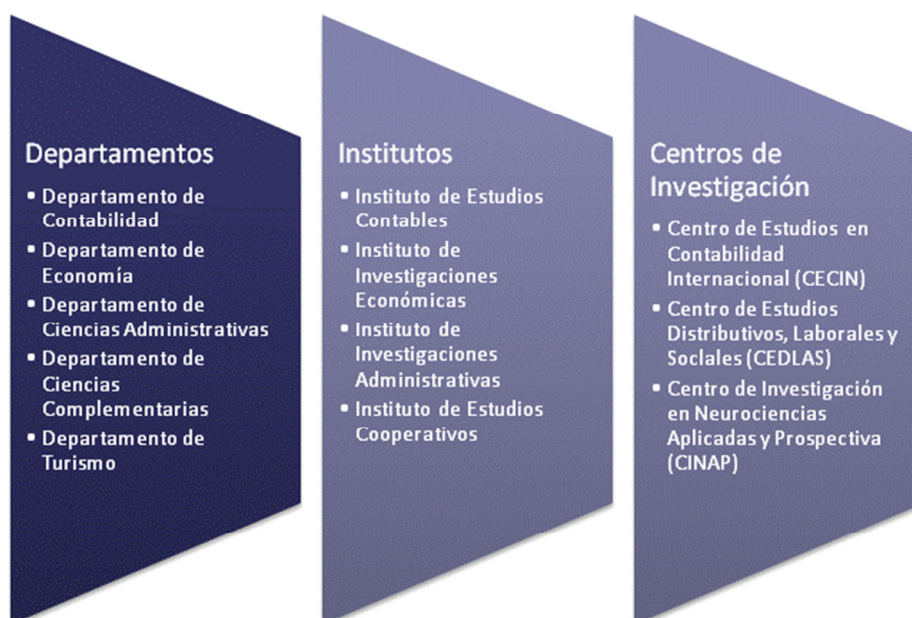 Departamentos
▪ Departamento de
Contabilidad
▪ Departamento de
Economía
▪ Departamento de
Ciencias Administrativas
▪ Departamento de
Ciencias
Complementarias
▪ Departamento de
Turismo
Institutos
▪ Instituto de Estudios
Contables
▪ Instituto de
Investigaciones
Económicas
▪ Instituto de
Investigaciones
Administrativas
▪ Instituto de Estudios
Cooperativos
Centros de
Investigación
▪ Centro de Estudios en
Contabilidad
Internacional (CECIN)
▪ Centro de Estudios
Distributivos, Laborales y
Soclales (CEDLAS)
▪ Centro de Investigación
en Neurociencias
Aplicadas y Prospectiva
(CINAP)